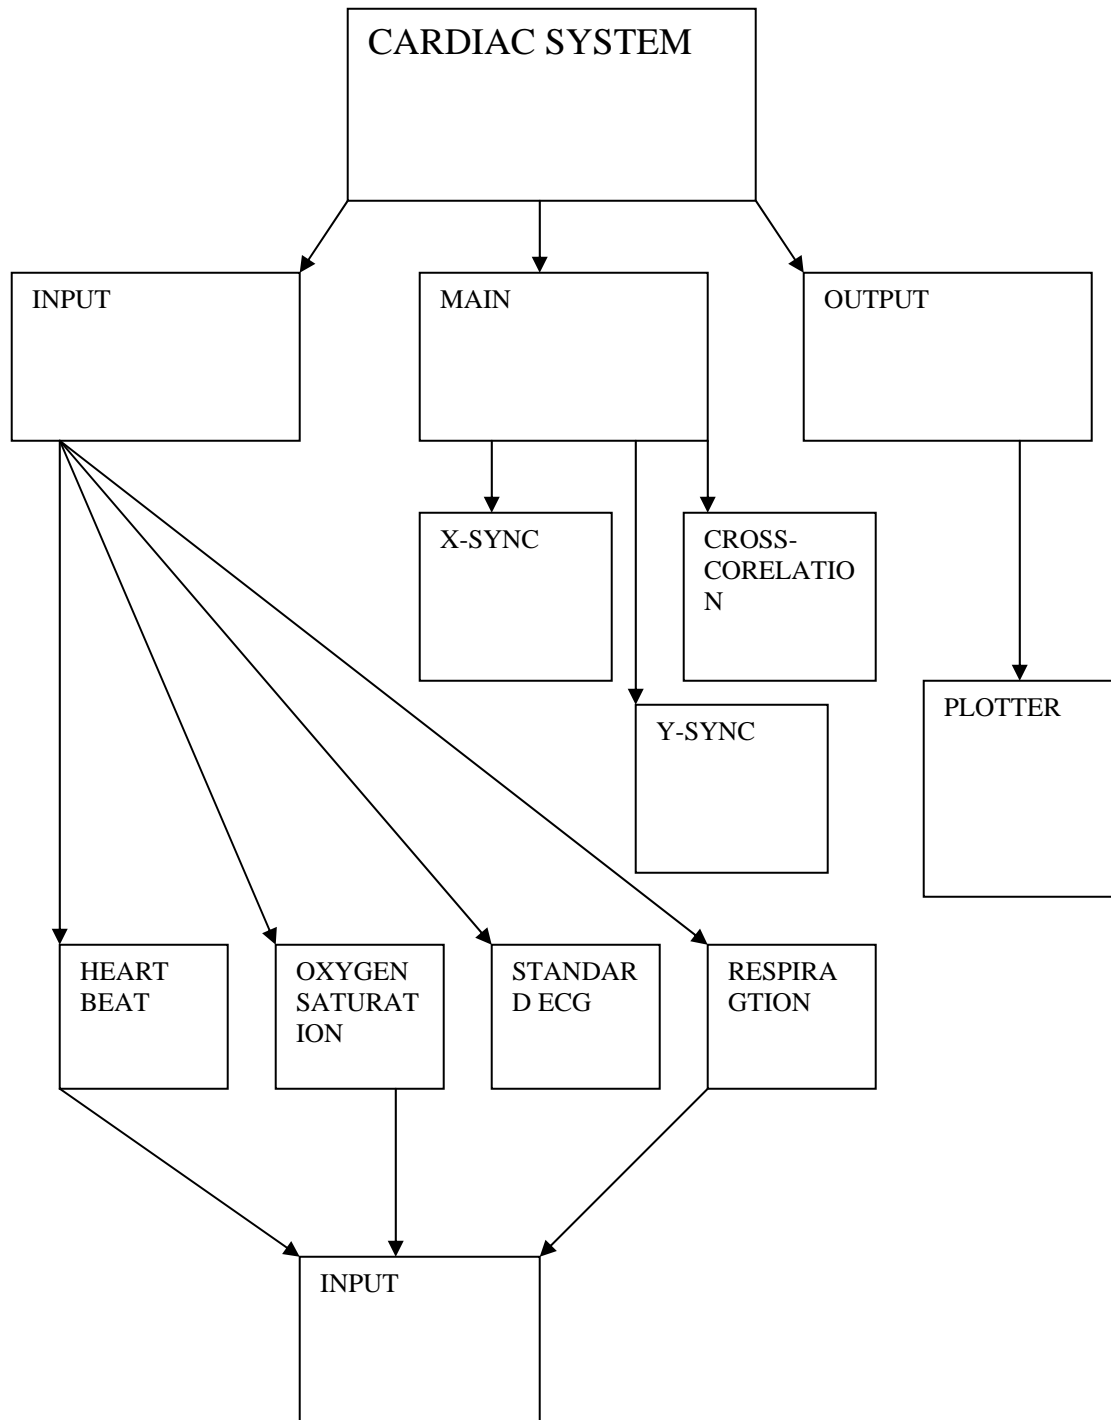 CARDIAC SYSTEM
INPUT
MAIN
OUTPUT
X-SYNC
CROSS-
CORELATIO
N
PLOTTER
Y-SYNC
HEART
BEAT
OXYGEN
SATURAT
ION
STANDAR
D ECG
RESPIRA
GTION
INPUT